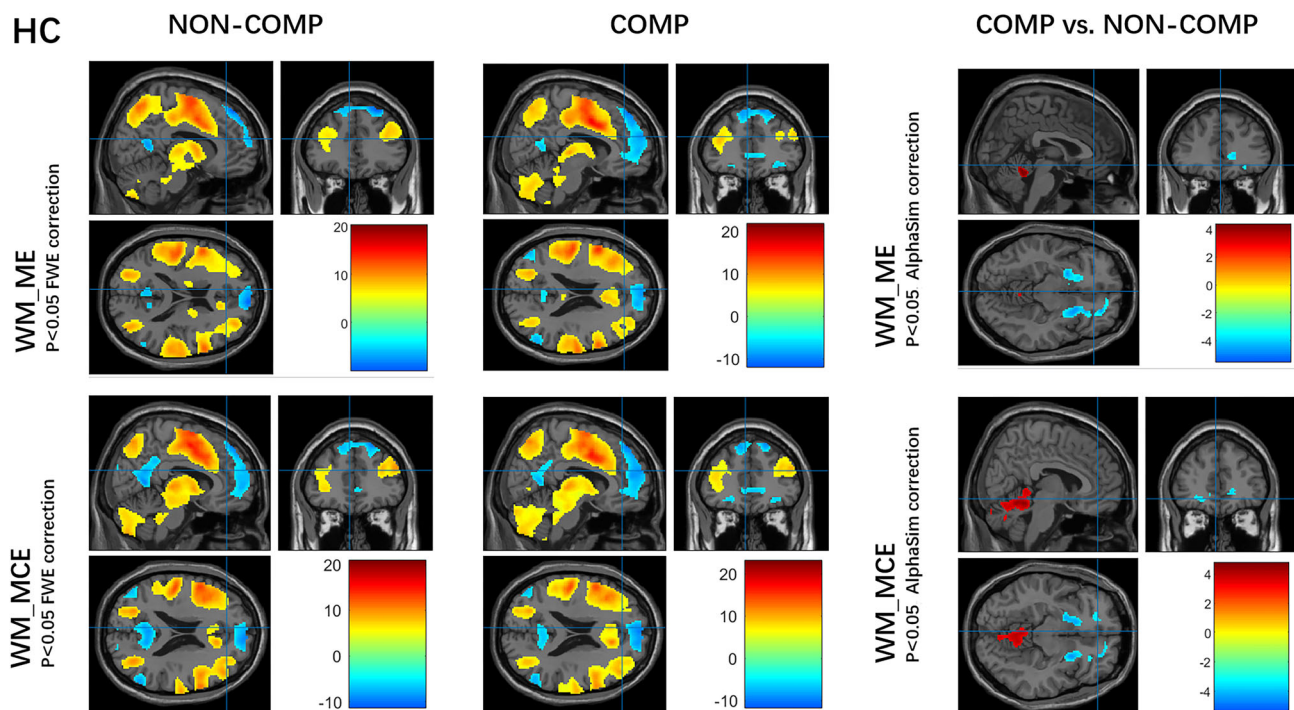 HC
NON-COMP
COMP
COMP vs. NON-COMP
WM_ME
P<0.05 FWE correction
20
10
0
20
10
0
-10
WM_ME
P<0.05. AlphaSim correction
4
2
0
-2
-4
WM_MCE
P<0.05 FWE correction
20
10
0
-10
20
10
0
-10
WM_MCE
P<0.05 AlphaSim correction
4
2
0
-2
-4